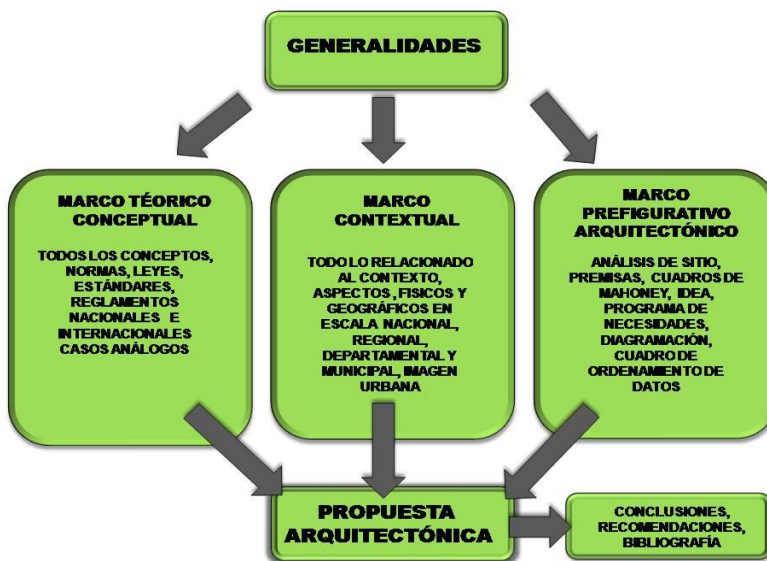 GENERALIDADES
MARCO TÉORICO
CONCEPTUAL
TODOS LOS CONCEPTOS,
NORMAS, LEYES,
ESTÁNDARES,
REGLAMENTOS
NACIONALES E
INTERNACIONALES
CASOS ANÁLOGOS
MARCO
CONTEXTUAL
TODO LO RELACIONADO
AL CONTEXTO,
ASPECTOS, FISICOS Y
GEOGRÁFICOS EN
ESCALA NACIONAL,
REGIONAL,
DEPARTAMENTAL Y
MUNICIPAL, IMAGEN
URBANA
MARCO
PREFIGURATIVO
ARQUITECTÓNICO
ANÁLISIS DE SITIO,
PREMISAS, CUADROS DE
MAHONEY, IDEA,
PROGRAMA DE
NECESIDADES,
DIAGRAMACIÓN,
CUADRO DE
ORDENAMIENTO DE
DATOS
PROPUESTA
ARQUITECTÓNICA
CONCLUSIONES,
RECOMENDACIONES,
BIBLIOGRAFÍA